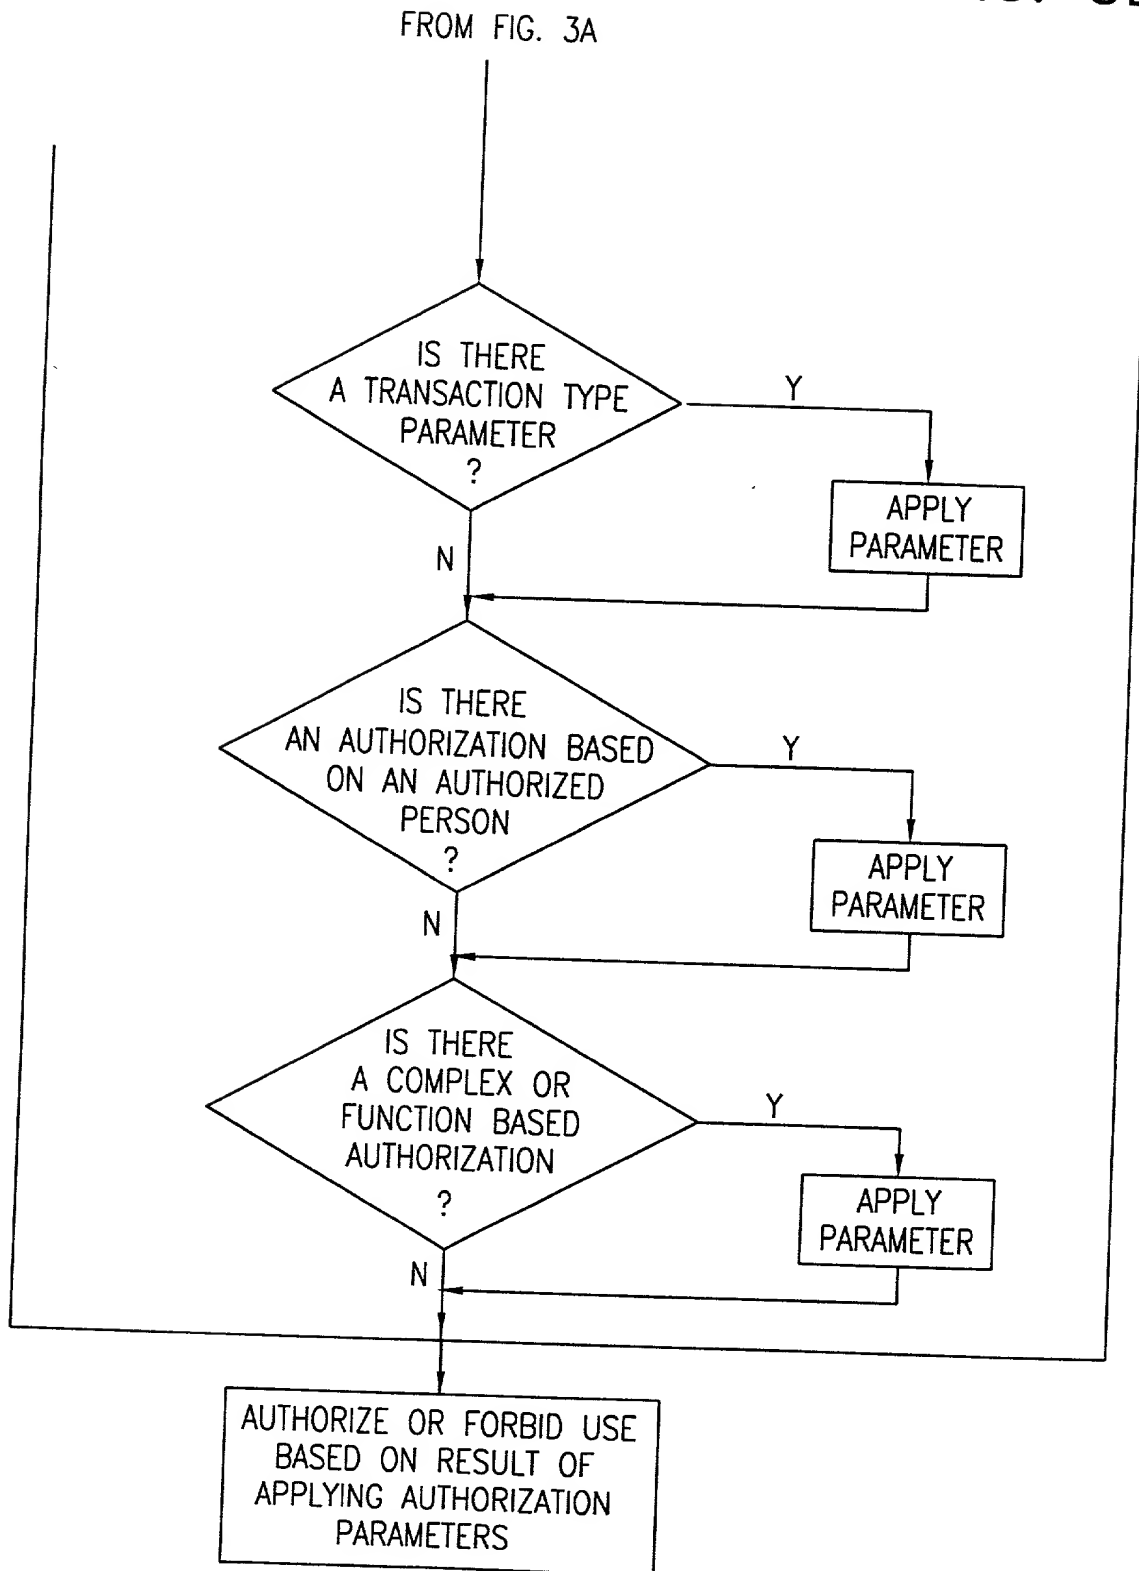 FROM FIG. 3A
IS THERE
A TRANSACTION TYPE
PARAMETER
?
Y
APPLY
PARAMETER
N
IS THERE
AN AUTHORIZATION BASED
ON AN AUTHORIZED
PERSON
?
Y
APPLY
PARAMETER
N
IS THERE
A COMPLEX OR
FUNCTION BASED
AUTHORIZATION
?
Y
APPLY
PARAMETER
N
AUTHORIZE OR FORBID USE
BASED ON RESULT OF
APPLYING AUTHORIZATION
PARAMETERS